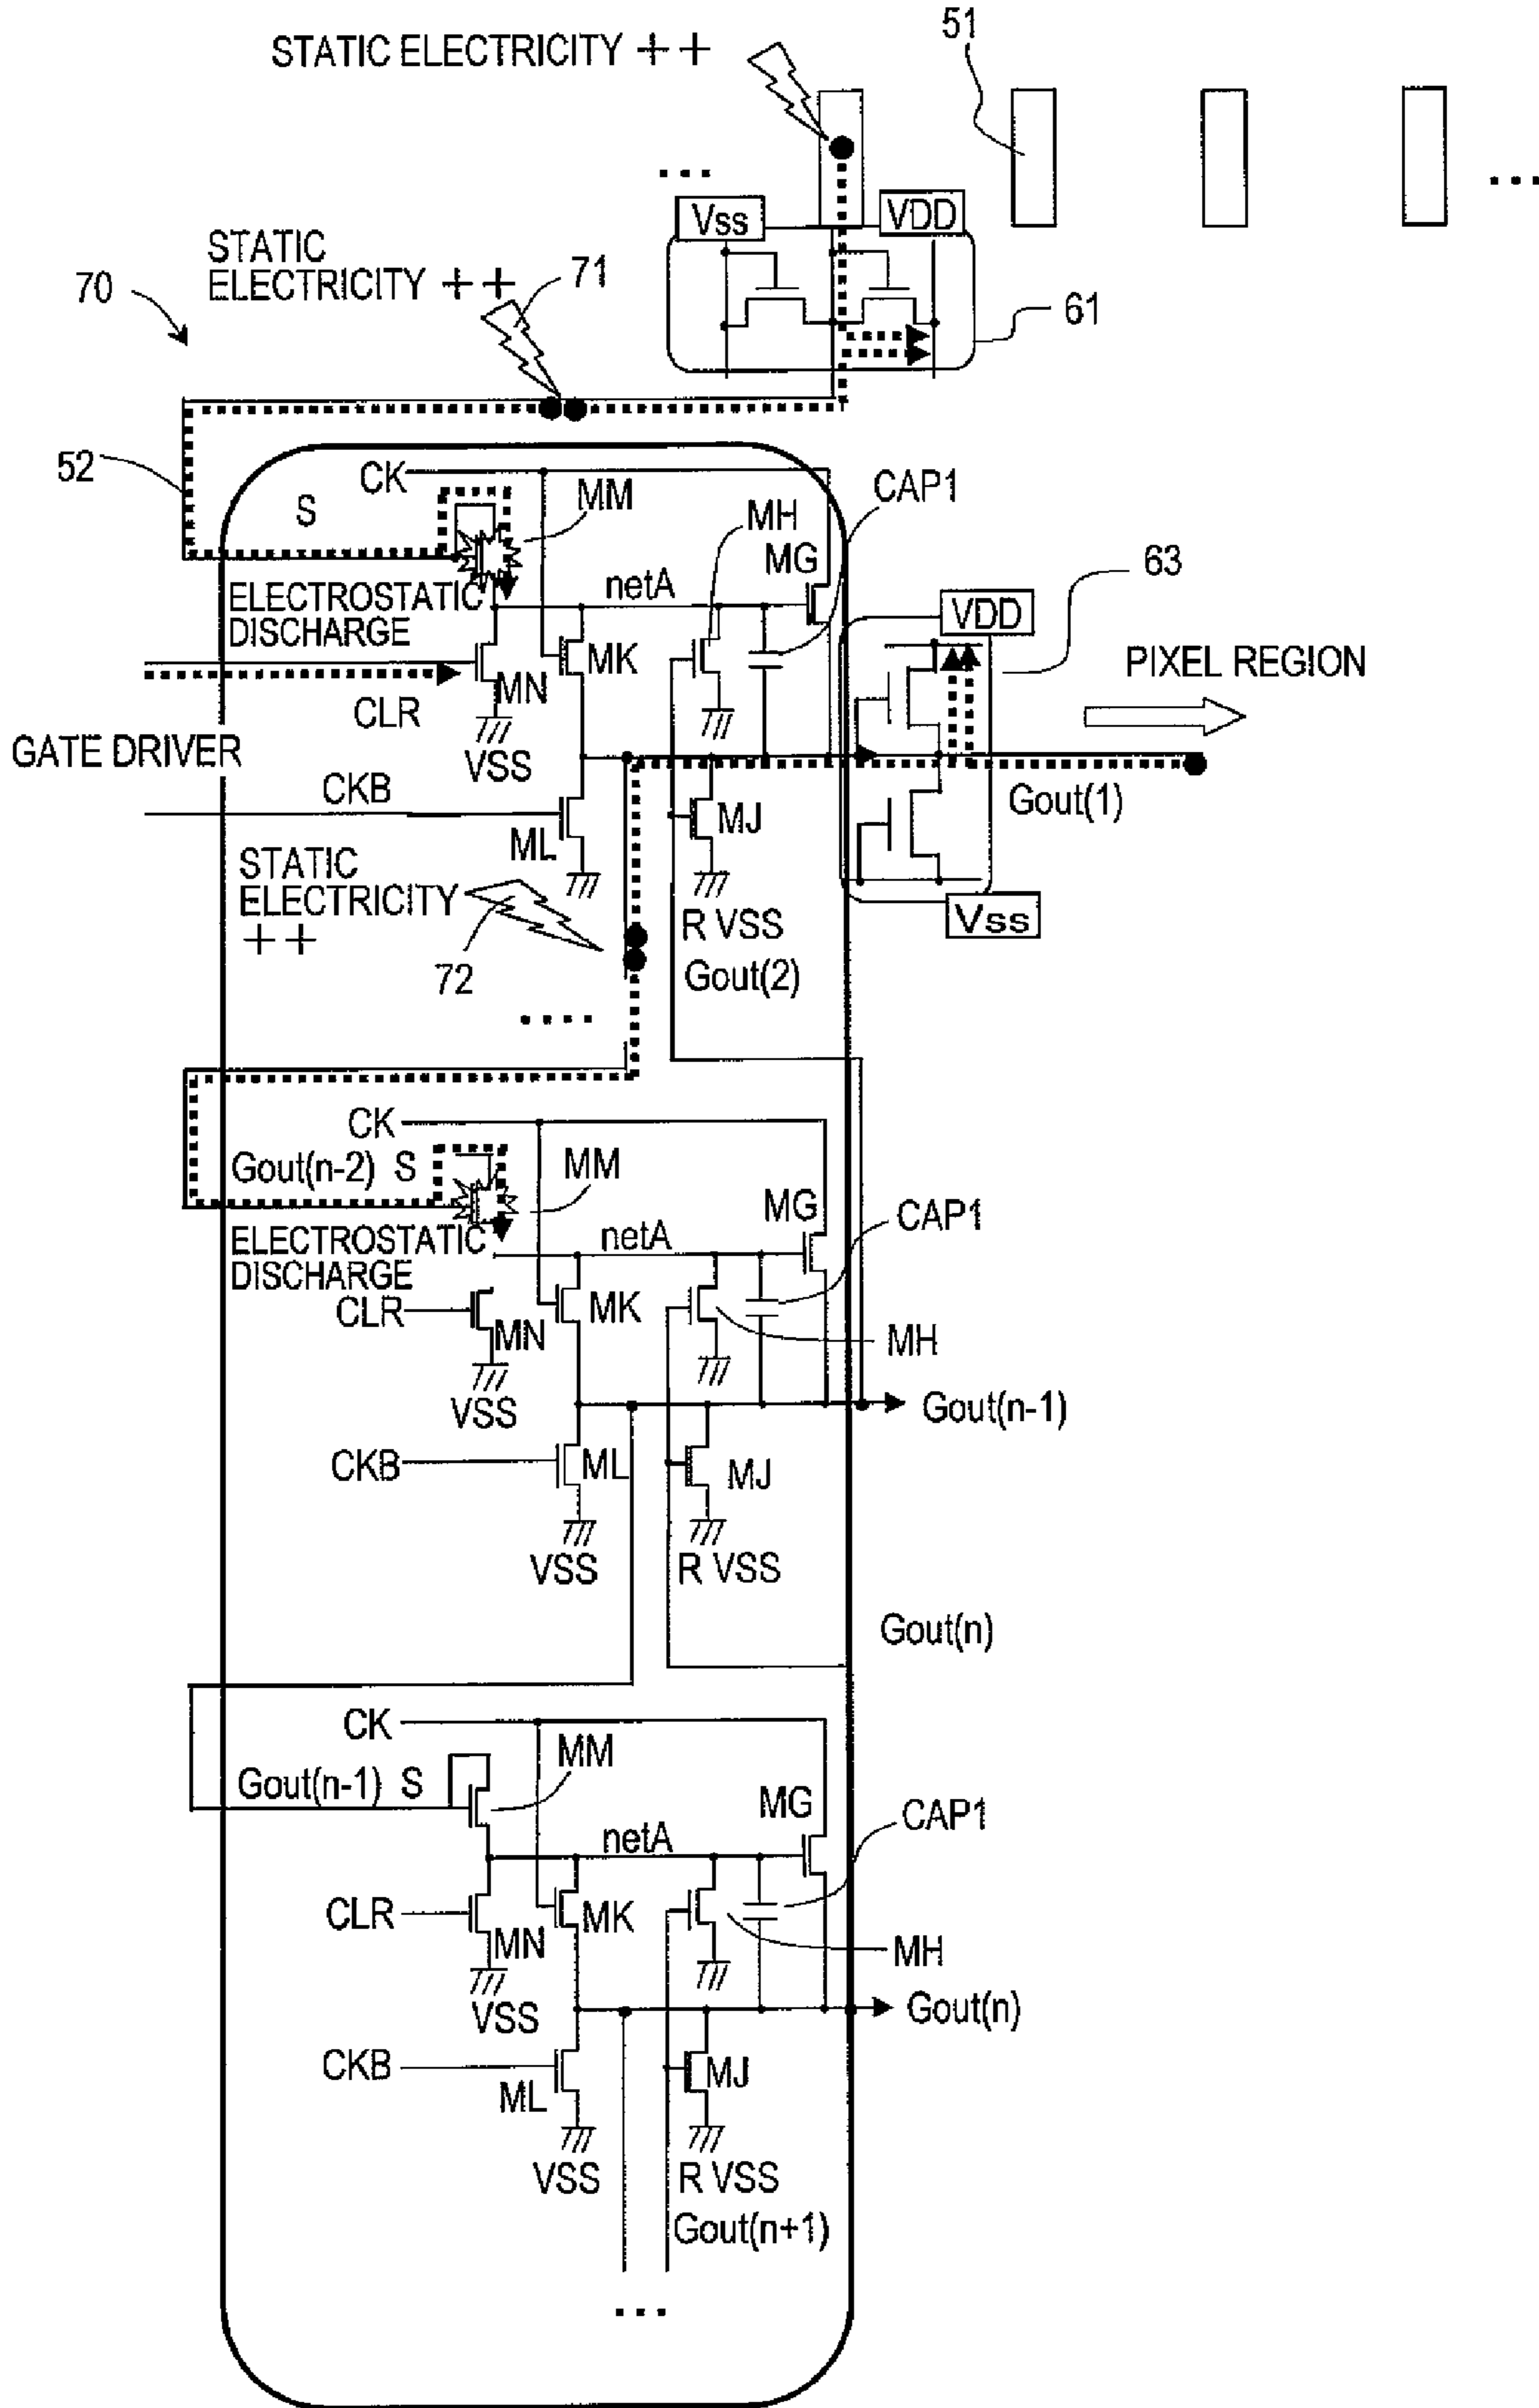 STATIC ELECTRICITY ++
51
...
...
Vss
VDD
STATIC
ELECTRICITY ++
71
70
61
52
CK
S
MM
MH
CAP1
MG
63
ELECTROSTATIC
DISCHARGE
netA
VDD
MK
MN
CLR
PIXEL REGION
GATE DRIVER
VSS
CKB
Gout(1)
ML
MJ
STATIC
ELECTRICITY
++
72
R VSS
Vss
Gout(2)
....
CK
Gout(n-2) S
MM
MG
CAP1
ELECTROSTATIC
DISCHARGE
netA
CLR
MN
MK
MH
VSS
Gout(n-1)
CKB
ML
MJ
VSS
R VSS
Gout(n)
CK
MM
Gout(n-1) S
MG
CAP1
netA
CLR
MN
MK
MH
VSS
Gout(n)
CKB
ML
MJ
VSS
R VSS
Gout(n+1)
...